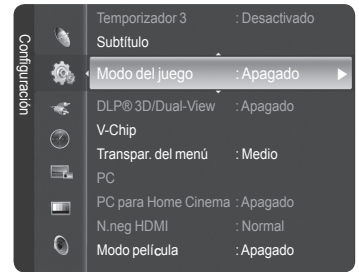 Configuración
Temporizador 3 : Desactivado
Subtítulo
Modo del juego : Apagado
DLP® 3D/Dual-View : Apagado
V-Chip
Transpar. del menú : Medio
PC
PC para Home Cinema : Apagado
N.neg HDMI : Normal
Modo película : Apagado